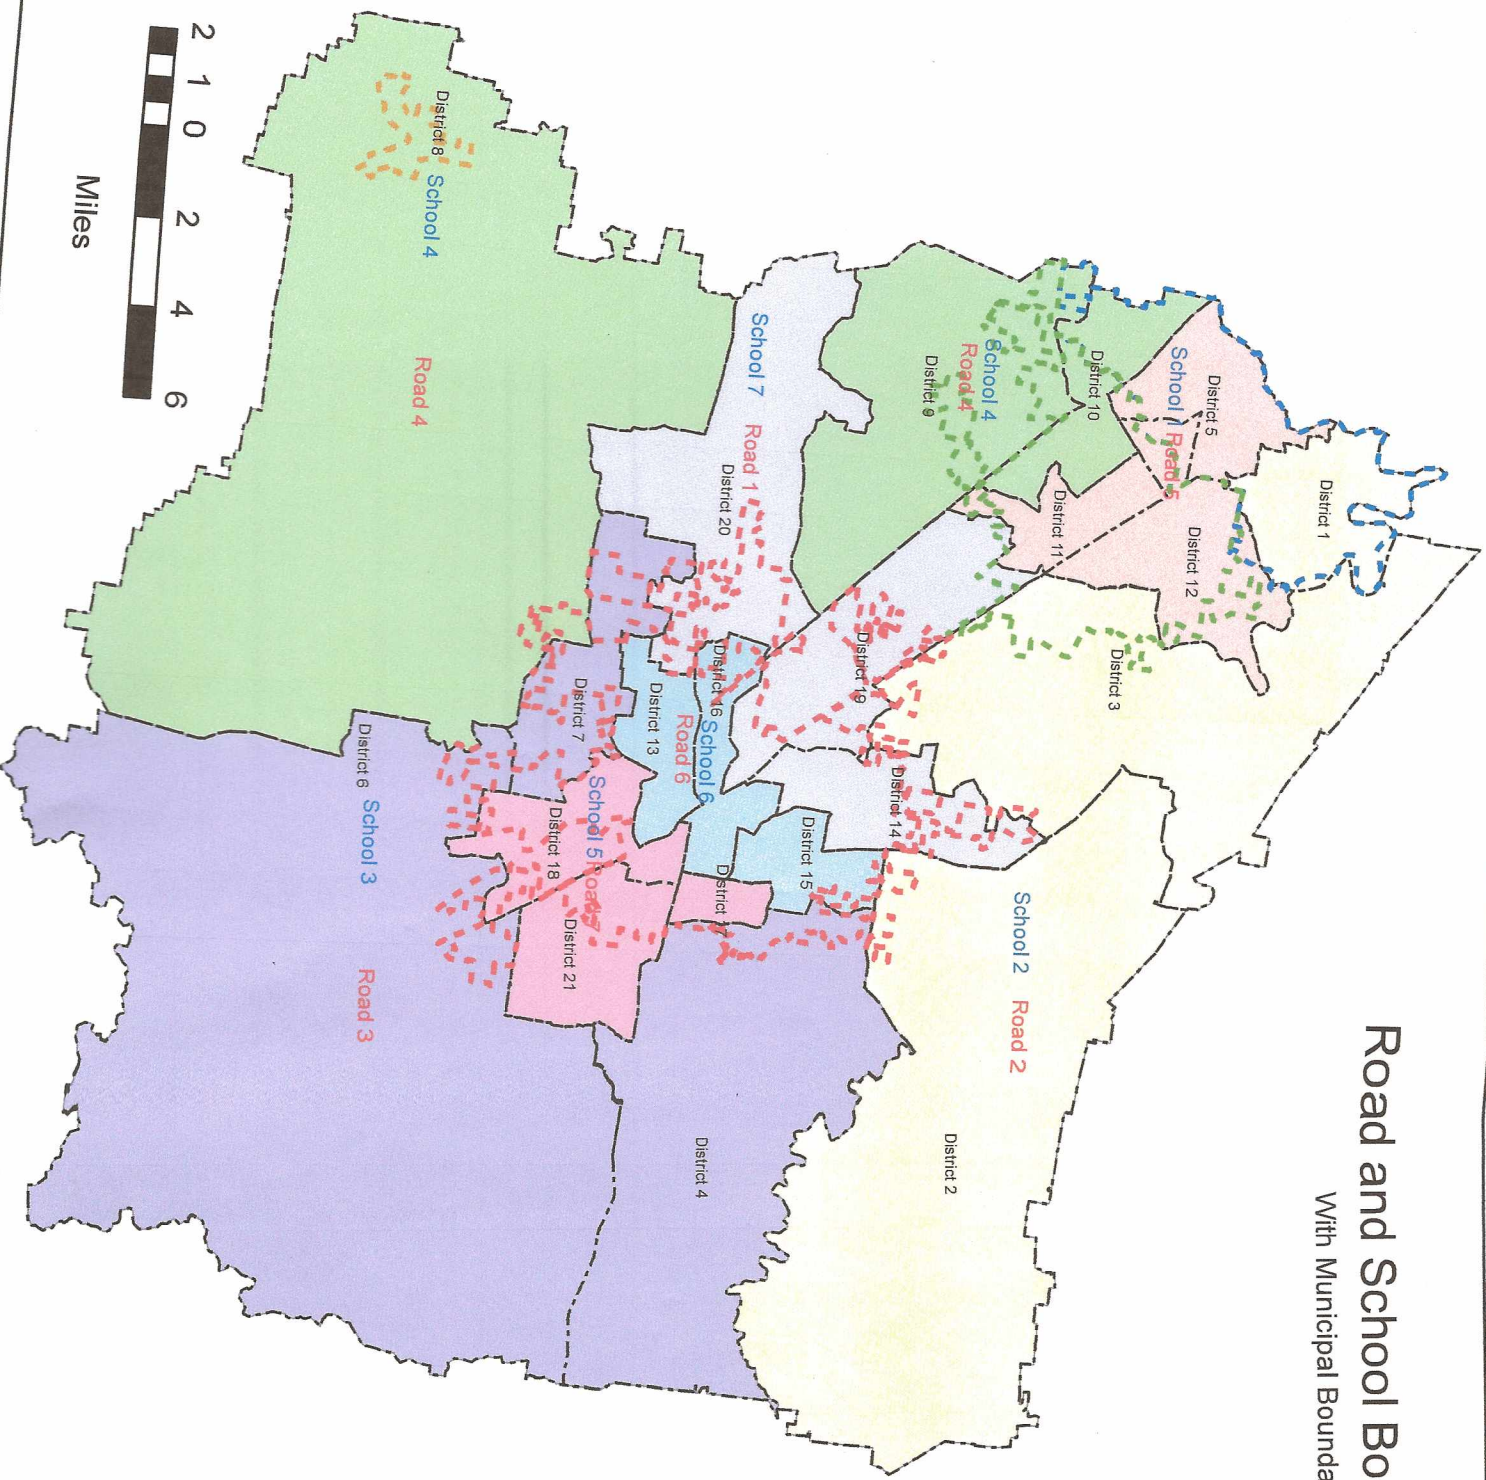 Road and School Bo
With Municipal Bounda
District 1
District 5
District 12
School 1 Road 5
District 3
District 10
District 11
School 2 Road 2
School 4
Road 4
District 9
District 2
District 14
District 19
District 15
School 7 Road 1
District 20
District 16
District 17
School 6
Road 6
District 4
District 13
School 5 Road 7
District 7
District 18
District 21
District 8 School 4
Road 4
District 6 School 3 Road 3
2 1 0 2 4 6
Miles